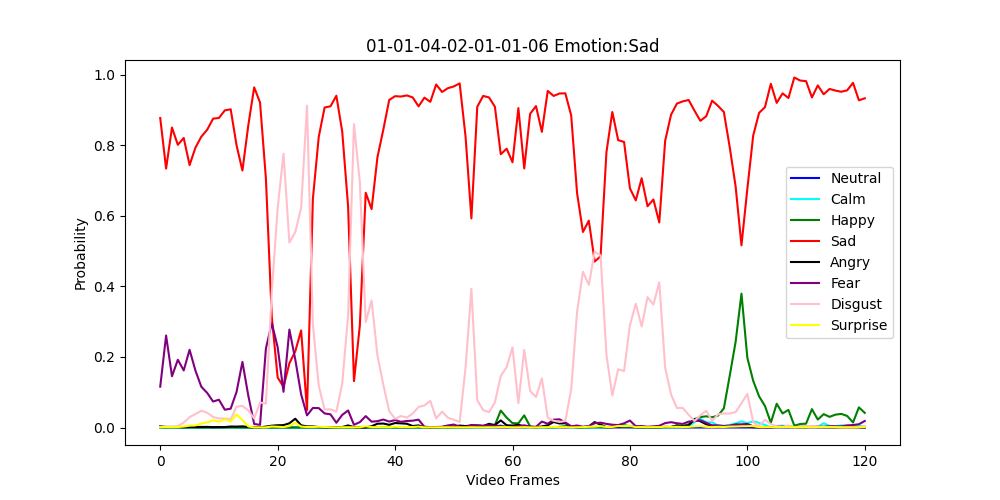 01-01-04-02-01-01-06 Emotion:Sad
1.0
0.8
0.6
0.4
0.2
0.0
Probability
0 20 40 60 80 100 120
Video Frames
Neutral
Calm
Happy
Sad
Angry
Fear
Disgust
Surprise